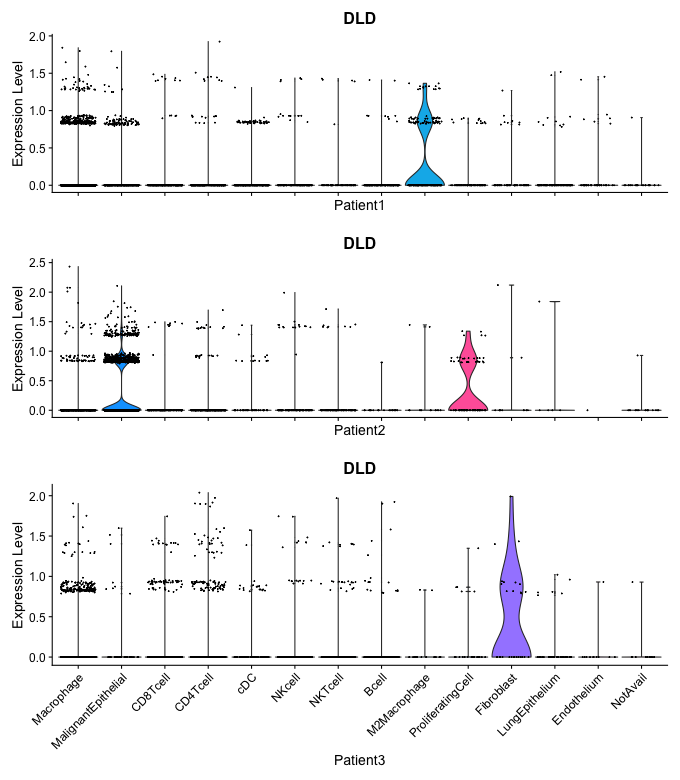 DLD
Expression Level
2.0
1.5
1.0
0.5
0.0
Patient1
DLD
Expression Level
2.5
2.0
1.5
1.0
0.5
0.0
Patient2
DLD
Expression Level
2.0
1.5
1.0
0.5
0.0
Macrophage
MalignantEpithelial
CD8Tcell
CD4Tcell
cDC
NKcell
NKTcell
Bcell
M2Macrophage
ProliferatingCell
Fibroblast
LungEpithelium
Endothelium
NotAvail
Patient3